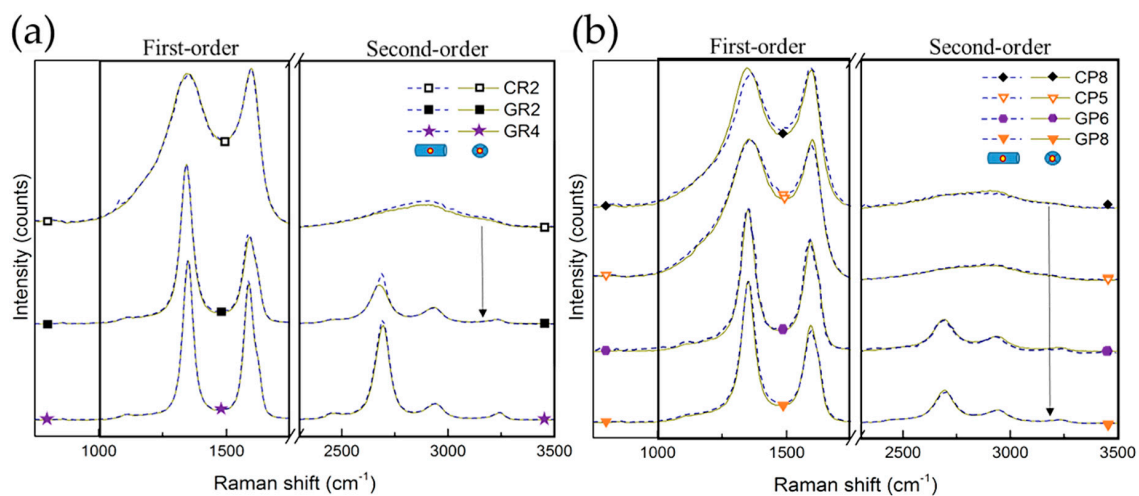 (a)
First-order
Second-order
CR2
GR2
GR4
Intensity (counts)
1000
1500
2500
3000
3500
Raman shift (cm⁻¹)
(b)
First-order
Second-order
CP8
CP5
GP6
GP8
Intensity (counts)
1000
1500
2500
3000
3500
Raman shift (cm⁻¹)